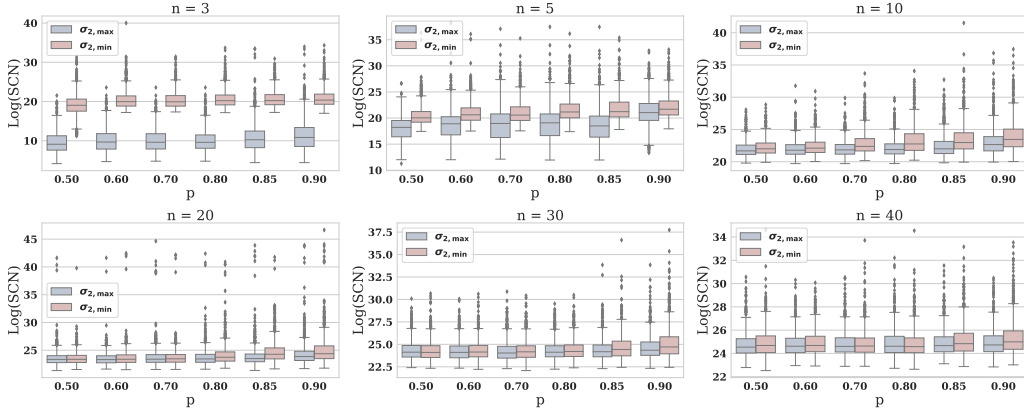 n = 3
Log(SCN)
40
30
20
10
σ2,max
σ2,min
0.50 0.60 0.70 0.80 0.85 0.90
p
n = 5
Log(SCN)
35
30
25
20
15
10
σ2,max
σ2,min
0.50 0.60 0.70 0.80 0.85 0.90
p
n = 10
Log(SCN)
40
35
30
25
20
σ2,max
σ2,min
0.50 0.60 0.70 0.80 0.85 0.90
p
n = 20
Log(SCN)
45
40
35
30
25
σ2,max
σ2,min
0.50 0.60 0.70 0.80 0.85 0.90
p
n = 30
Log(SCN)
37.5
35.0
32.5
30.0
27.5
25.0
22.5
σ2,max
σ2,min
0.50 0.60 0.70 0.80 0.85 0.90
p
n = 40
Log(SCN)
34
32
30
28
26
24
22
σ2,max
σ2,min
0.50 0.60 0.70 0.80 0.85 0.90
p